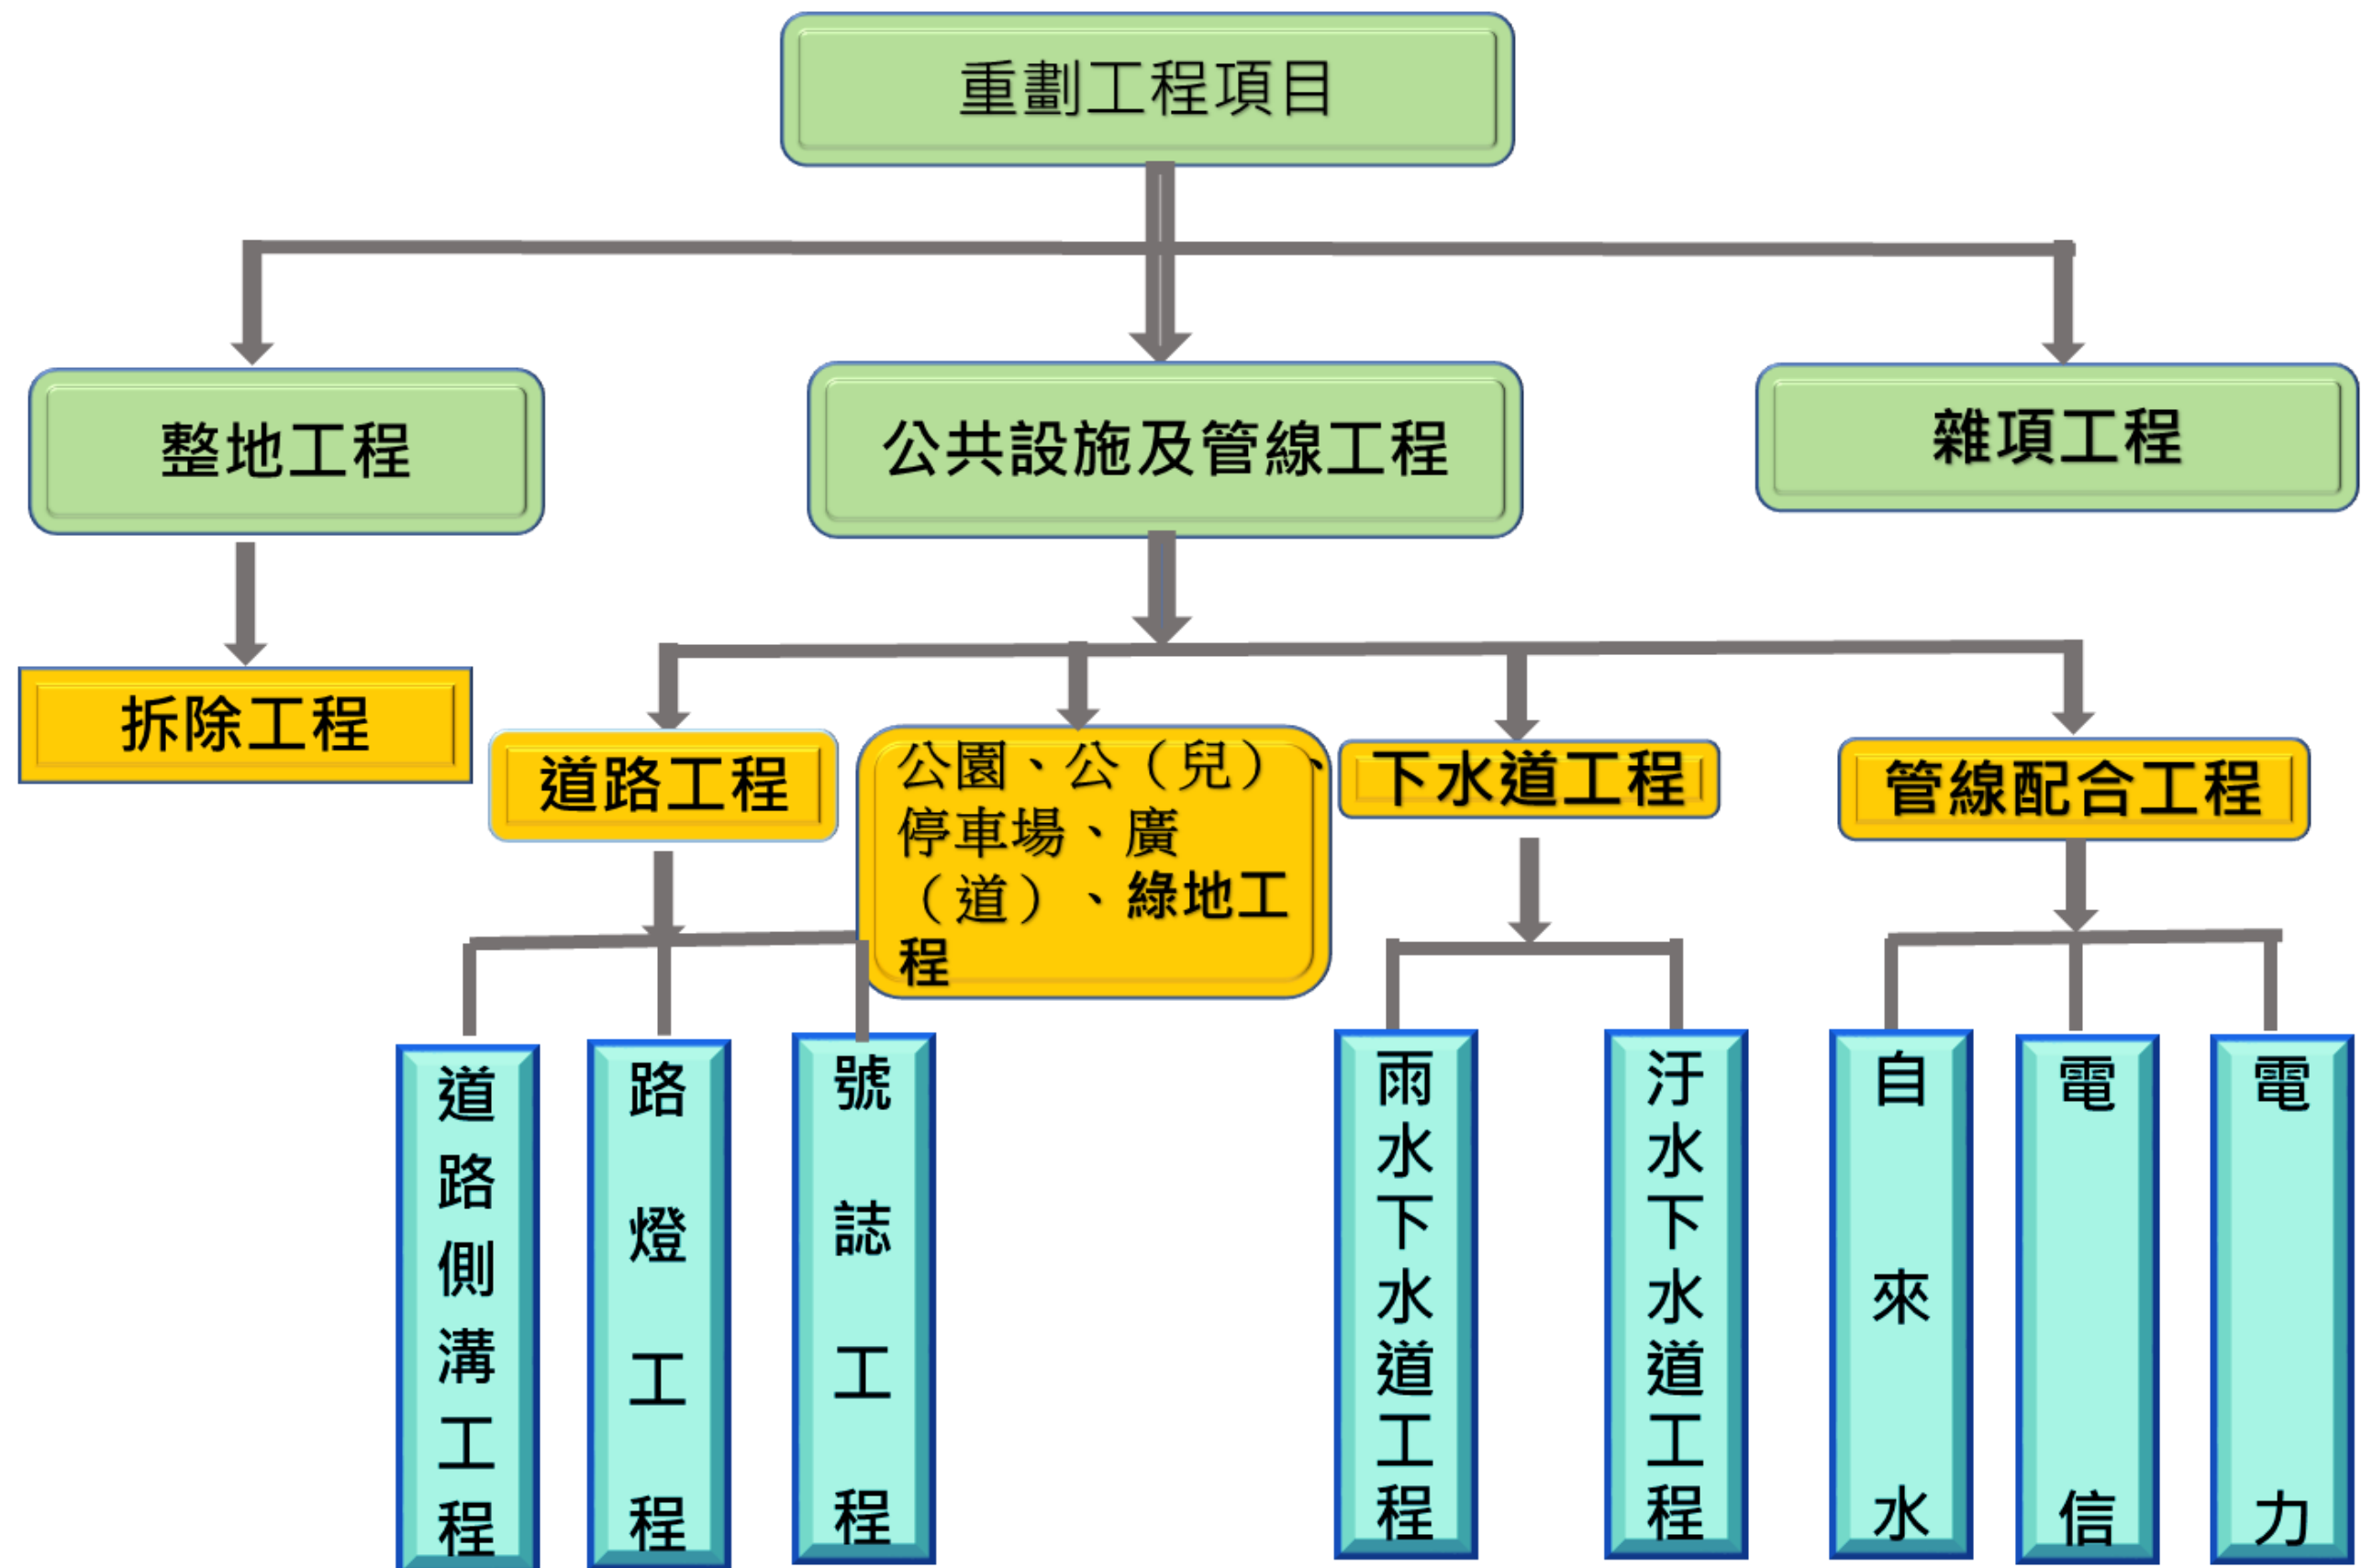 重劃工程項目
整地工程
公共設施及管線工程
雜項工程
拆除工程
道路工程
公園、公（兒）、
停車場、廣
（道）、綠地工
程
下水道工程
管線配合工程
道路側溝工程
路燈工程
號誌工程
雨水下水道工程
汙水下水道工程
自來水
電信
電力